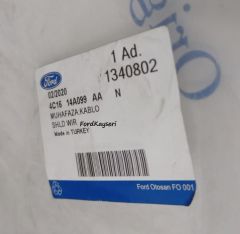 1 Ad.
Ford
1340802
02/2020
4C16 14A099 AA N
MUHAFAZA,KABLO
SHLD WIR
FordKayseri
Made in TURKEY
Ford Otosan FO 001